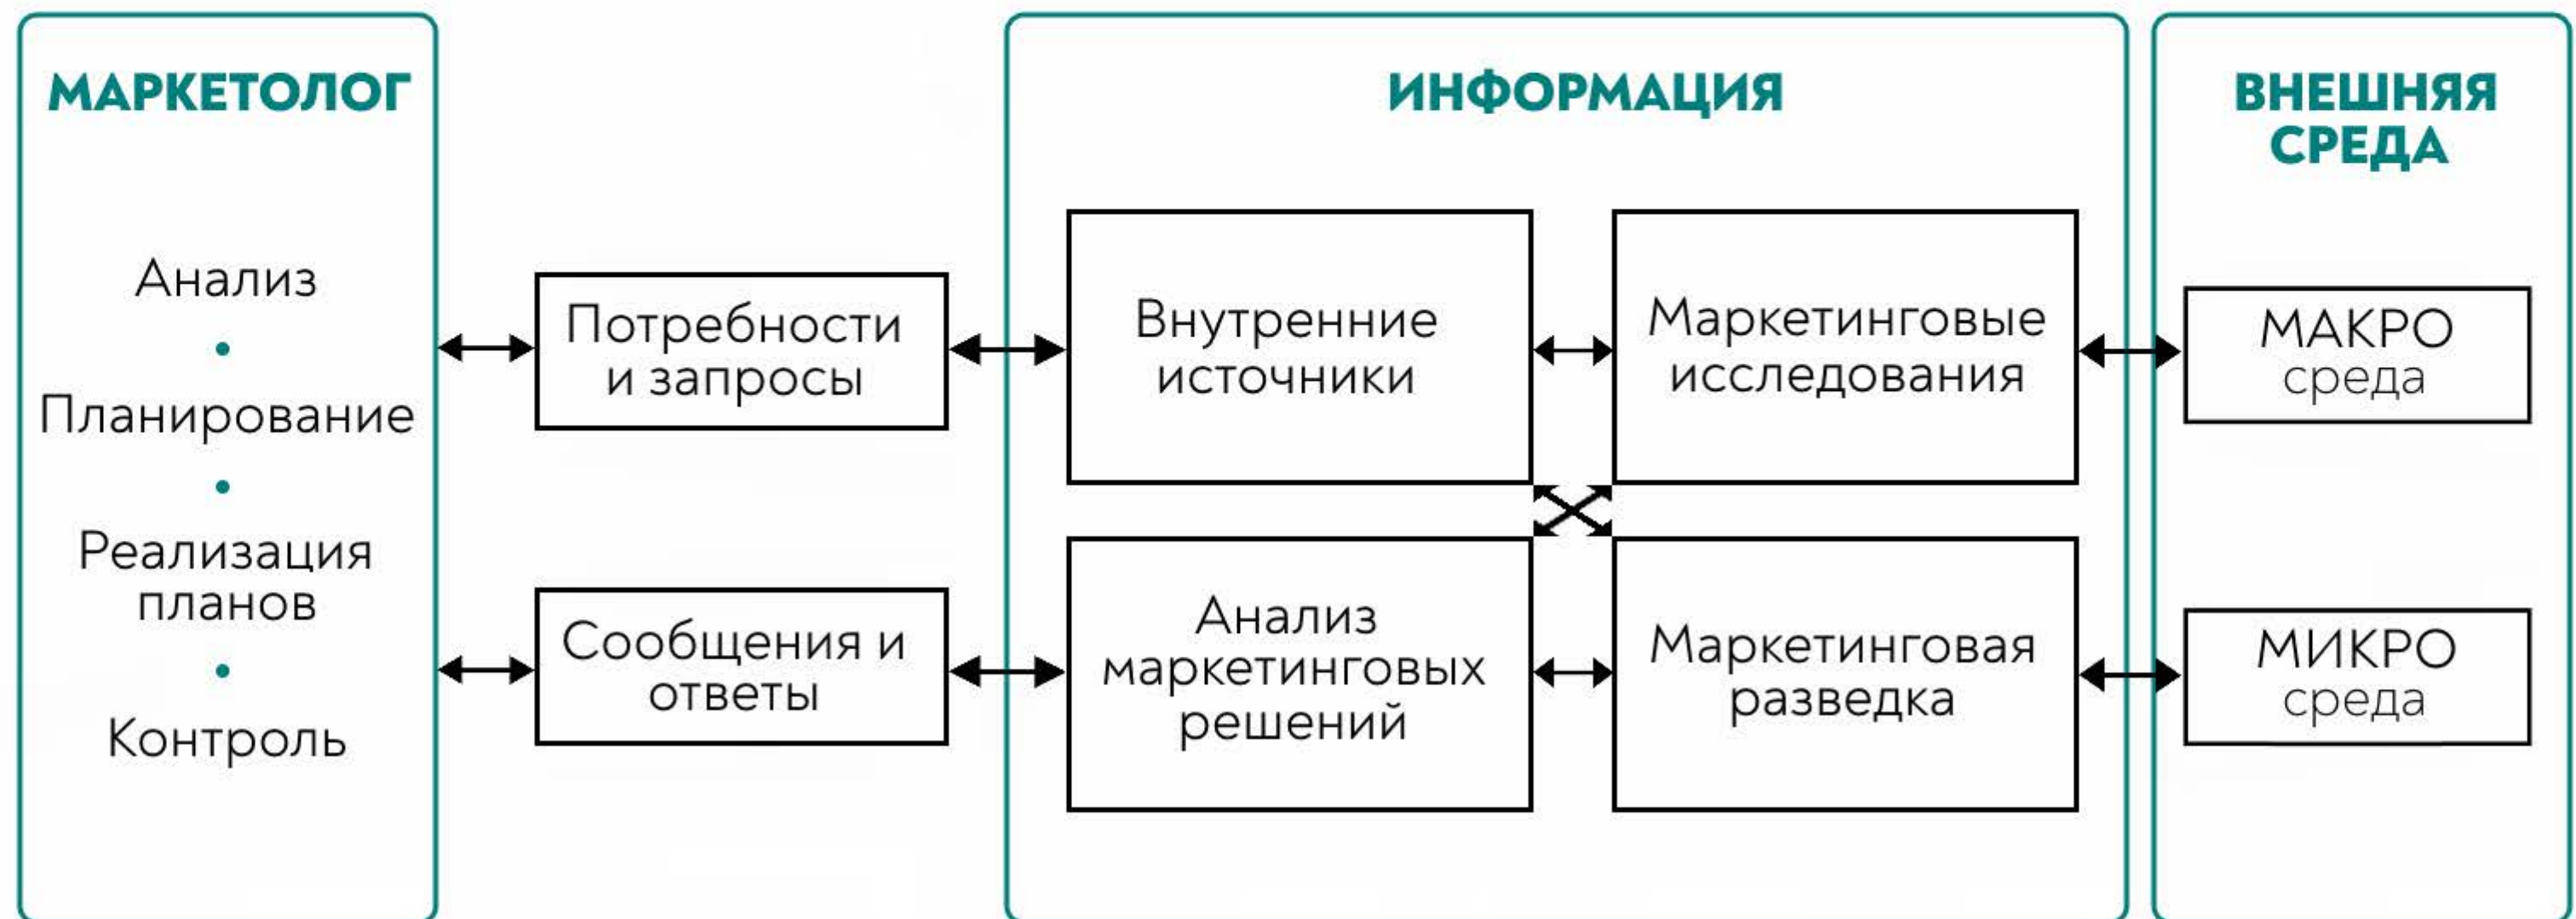 МАРКЕТОЛОГ
Анализ
•
Планирование
•
Реализация
планов
•
Контроль
Потребности
и запросы
Сообщения и
ответы
ИНФОРМАЦИЯ
Внутренние
источники
Маркетинговые
исследования
Анализ
маркетинговых
решений
Маркетинговая
разведка
ВНЕШНЯЯ
СРЕДА
МАКРО
среда
МИКРО
среда